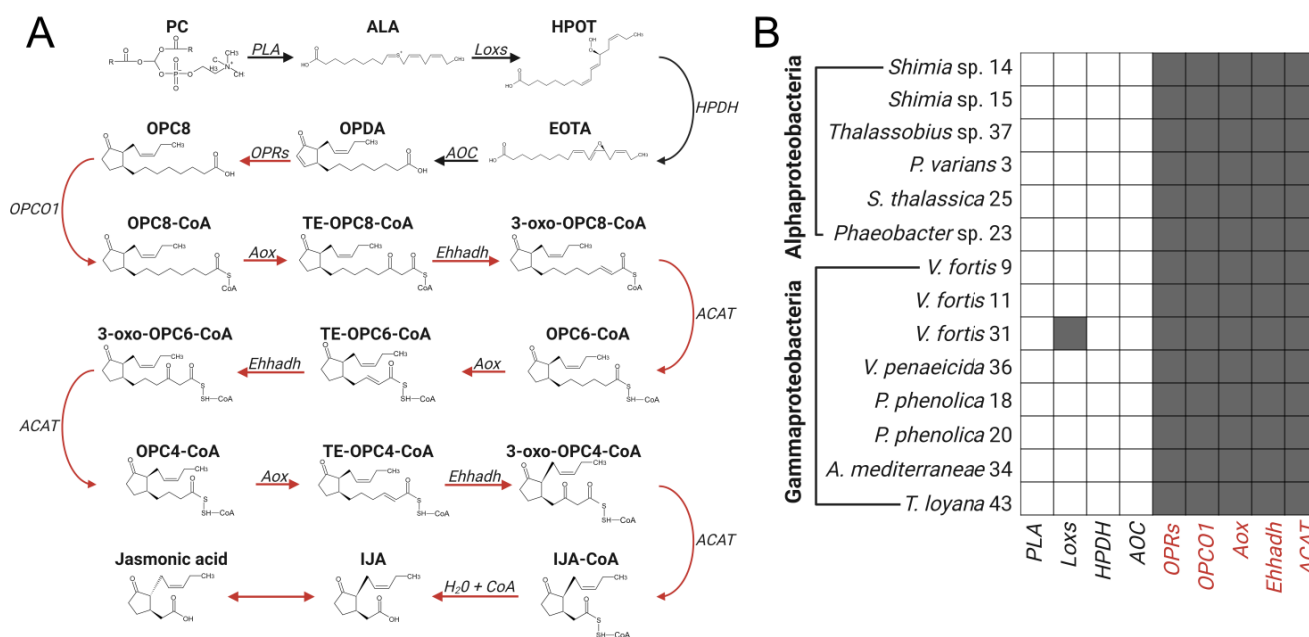 A
PC
PLA
ALA
Loxs
HPOT
HPDH
OPC8
OPRs
OPDA
AOC
EOTA
OPCO1
OPC8-CoA
Aox
TE-OPC8-CoA
Ehhadh
3-oxo-OPC8-CoA
ACAT
3-oxo-OPC6-CoA
Ehhadh
TE-OPC6-CoA
Aox
OPC6-CoA
ACAT
OPC4-CoA
Aox
TE-OPC4-CoA
Ehhadh
3-oxo-OPC4-CoA
ACAT
Jasmonic acid
IJA
H₂0 + CoA
IJA-CoA
B
Alphaproteobacteria
Shimia sp. 14
Shimia sp. 15
Thalassobius sp. 37
P. varians 3
S. thalassica 25
Phaeobacter sp. 23
Gammaproteobacteria
V. fortis 9
V. fortis 11
V. fortis 31
V. penaeicida 36
P. phenolica 18
P. phenolica 20
A. mediterraneae 34
T. loyana 43
PLA
Loxs
HPDH
AOC
OPRs
OPCO1
Aox
Ehhadh
ACAT